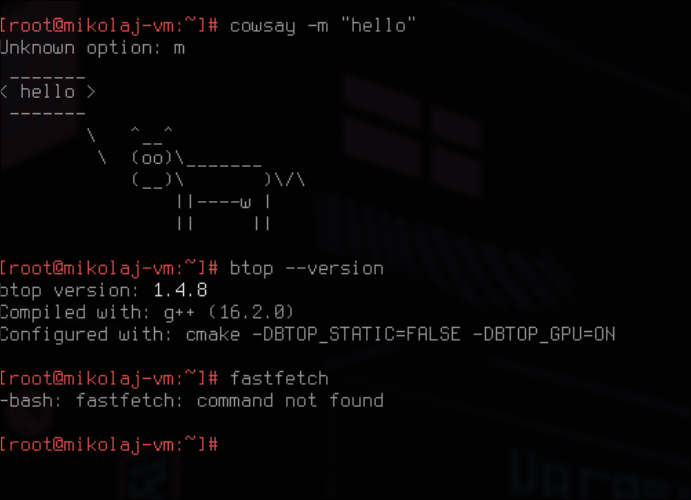 [root@mikolaj-vm:~]# cowsay -m "hello"
Unknown option: m
 _______
< hello >
 -------
        \   ^__^
         \  (oo)\_______
            (__)\       )\/\
                ||----w |
                ||     ||
[root@mikolaj-vm:~]# btop --version
btop version: 1.4.8
Compiled with: g++ (16.2.0)
Configured with: cmake -DBTOP_STATIC=FALSE -DBTOP_GPU=ON
[root@mikolaj-vm:~]# fastfetch
-bash: fastfetch: command not found
[root@mikolaj-vm:~]#